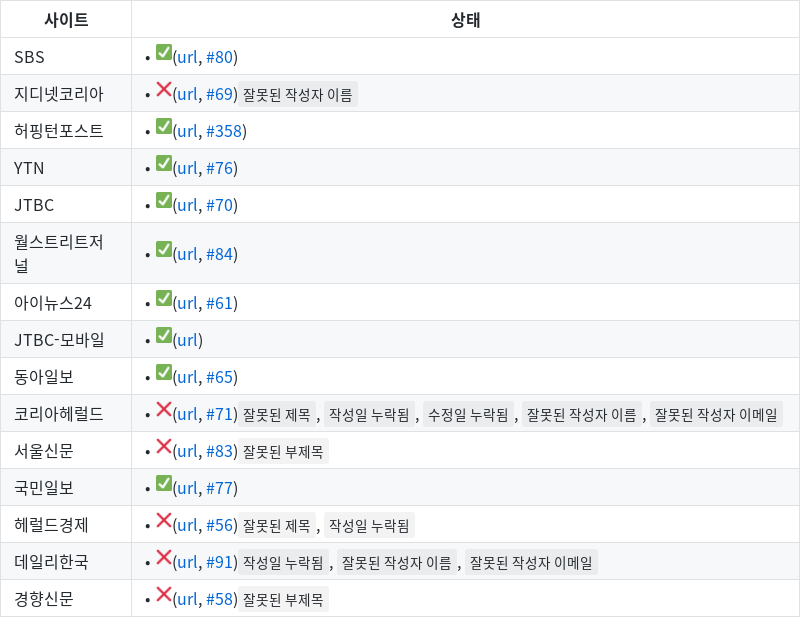 사이트 상태
SBS • ✅(url, #80)
지디넷코리아 • ❌(url, #69) 잘못된 작성자 이름
허핑턴포스트 • ✅(url, #358)
YTN • ✅(url, #76)
JTBC • ✅(url, #70)
월스트리트저
널 • ✅(url, #84)
아이뉴스24 • ✅(url, #61)
JTBC-모바일 • ✅(url)
동아일보 • ✅(url, #65)
코리아헤럴드 • ❌(url, #71) 잘못된 제목 , 작성일 누락됨 , 수정일 누락됨 , 잘못된 작성자 이름 , 잘못된 작성자 이메일
서울신문 • ❌(url, #83) 잘못된 부제목
국민일보 • ✅(url, #77)
헤럴드경제 • ❌(url, #56) 잘못된 제목 , 작성일 누락됨
데일리한국 • ❌(url, #91) 작성일 누락됨 , 잘못된 작성자 이름 , 잘못된 작성자 이메일
경향신문 • ❌(url, #58) 잘못된 부제목